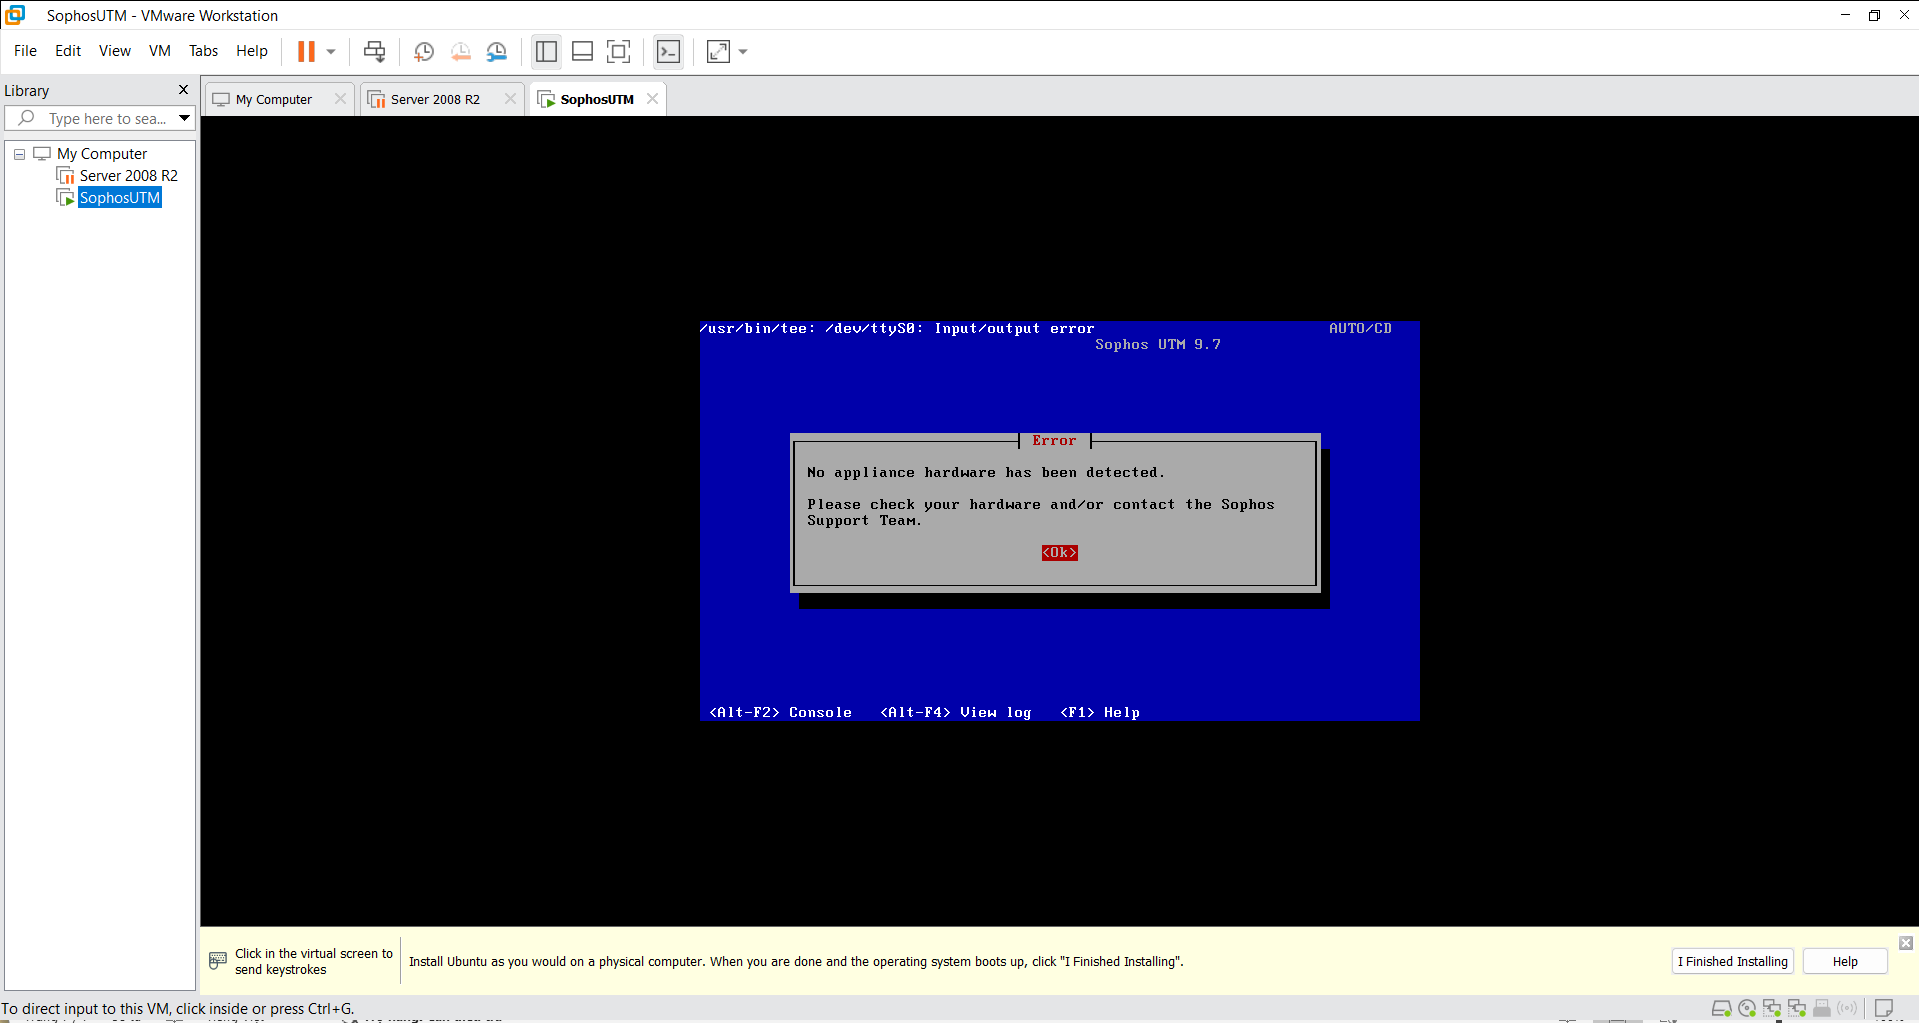 SophosUTM - VMware Workstation
File Edit View VM Tabs Help
Library
My Computer
Server 2008 R2
SophosUTM
Type here to sea...
My Computer
Server 2008 R2
SophosUTM
/usr/bin/tee: /dev/ttyS0: Input/output error
AUTO/CD
Sophos UTM 9.7
Error
No appliance hardware has been detected.
Please check your hardware and/or contact the Sophos
Support Team.
<Ok>
<Alt-F2> Console <Alt-F4> View log <F1> Help
Click in the virtual screen to
send keystrokes
Install Ubuntu as you would on a physical computer. When you are done and the operating system boots up, click "I Finished Installing".
I Finished Installing
Help
To direct input to this VM, click inside or press Ctrl+G.